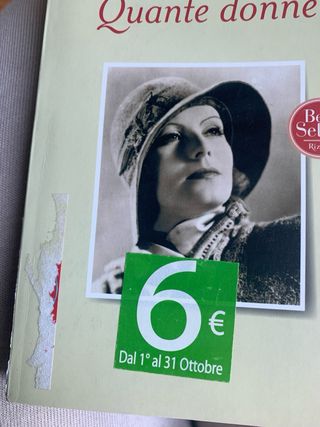 Quante donne
6
€
Dal 1° al 31 Ottobre